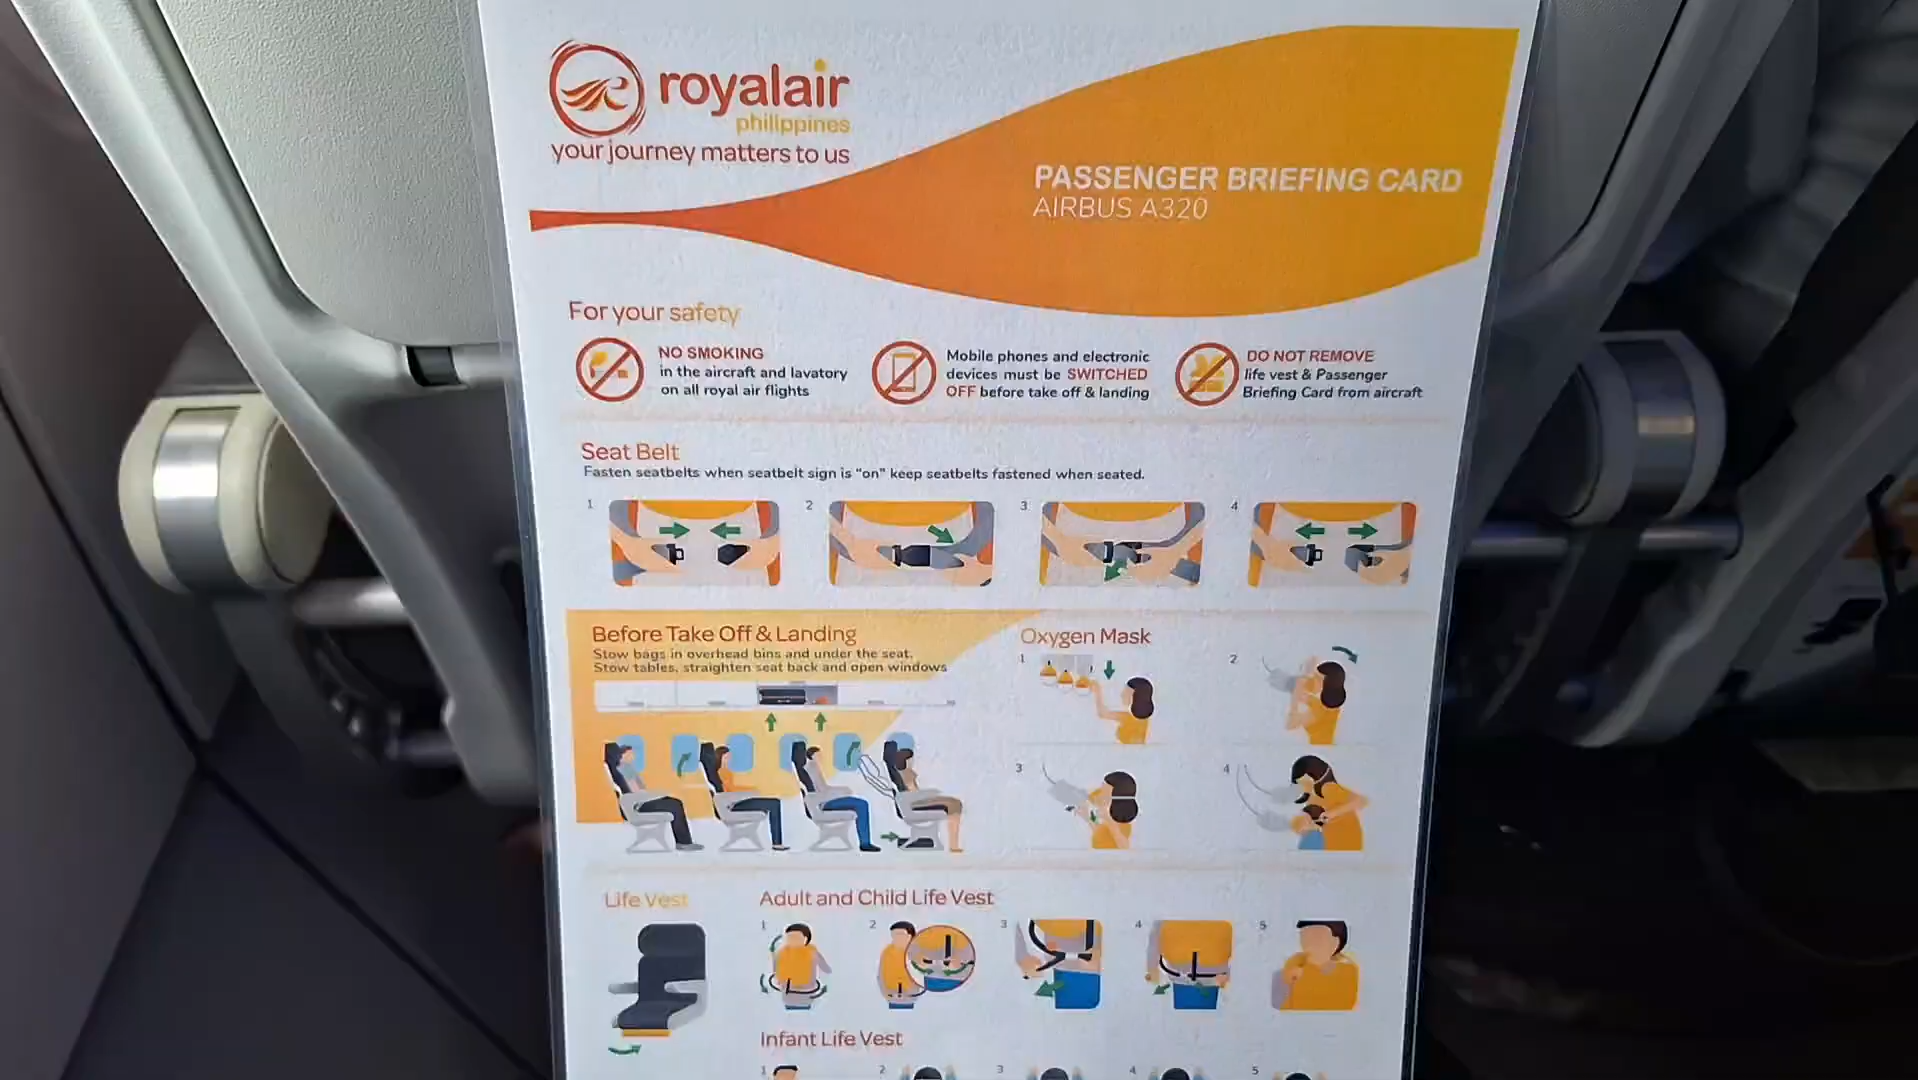 royalair
philippines
your journey matters to us
PASSENGER BRIEFING CARD
AIRBUS A320
For your safety
NO SMOKING
in the aircraft and lavatory
on all royal air flights
Mobile phones and electronic
devices must be SWITCHED
OFF before take off & landing
DO NOT REMOVE
life vest & Passenger
Briefing Card from aircraft
Seat Belt
Fasten seatbelts when seatbelt sign is "on" keep seatbelts fastened when seated.
1 2 3 4
Before Take Off & Landing
Stow bags in overhead bins and under the seat.
Stow tables, straighten seat back and open windows
Oxygen Mask
1 2
3 4
Life Vest
Adult and Child Life Vest
1 2 3 4 5
Infant Life Vest
1 2 3 4 5